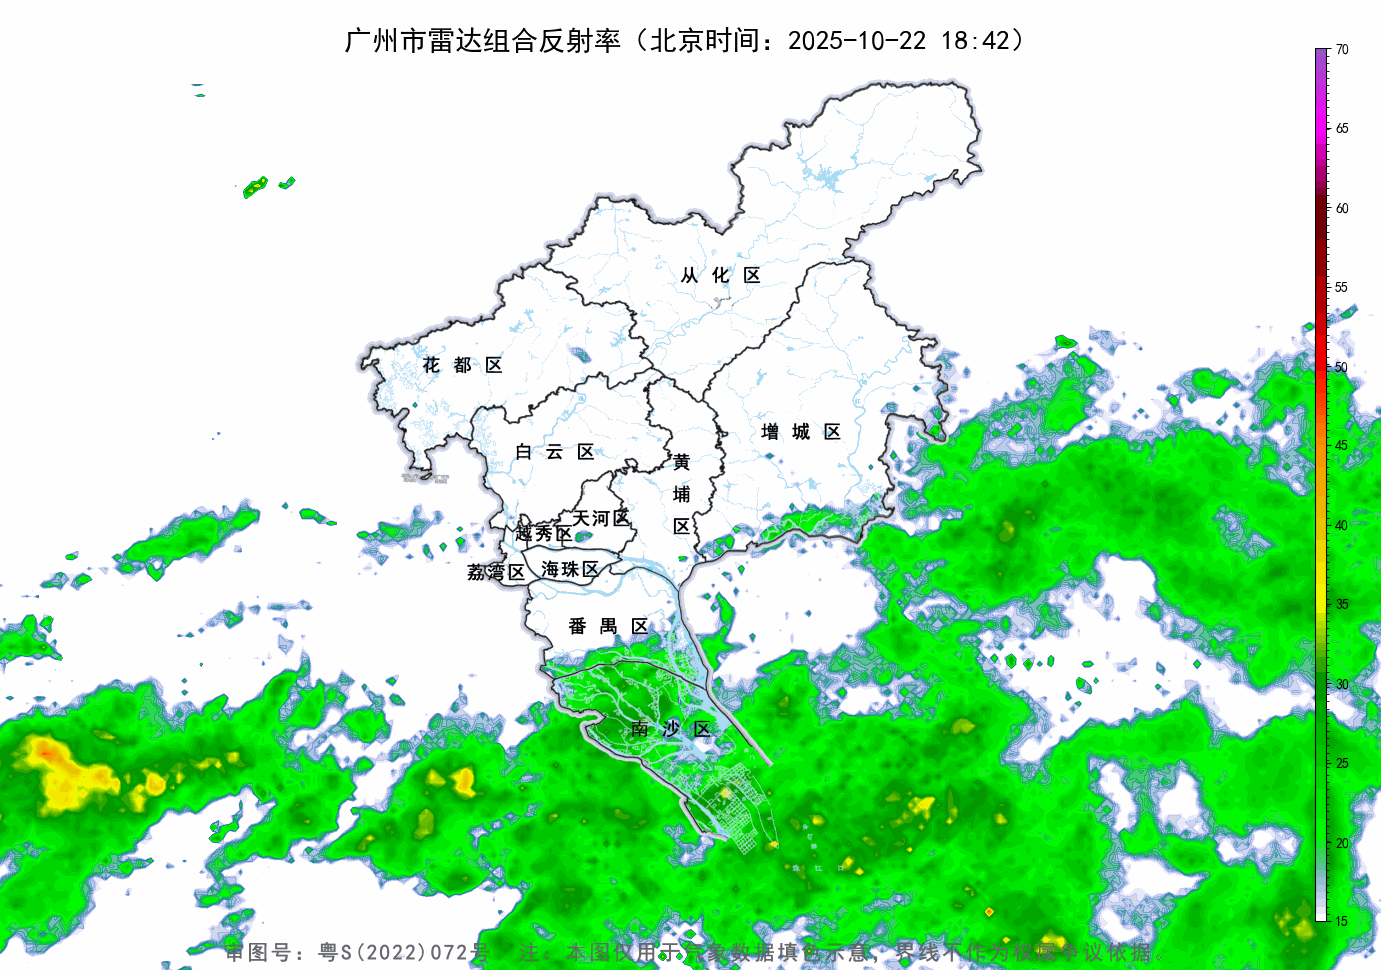 广州市雷达组合反射率（北京时间：2025-10-22 18:42）
70
65
60
55
50
45
40
35
30
25
20
15
从化区
花都区
增城区
白云区
黄埔区
天河区
越秀区
海珠区
荔湾区
番禺区
南沙区
审图号：粤S(2022)072号 注：本图仅用于气象数据填色示意，界线不作为权属争议依据。